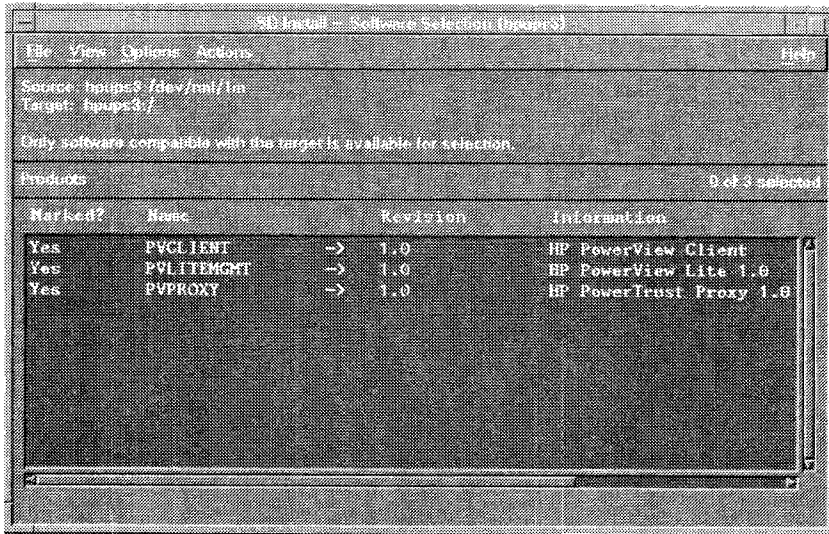 SD Install - Software Selection (hpups3)
File View Options Actions Help
Source: hpups3:/dev/rmt/1m
Target: hpups3:/
Only software compatible with the target is available for selection.
Products 0 of 3 selected
Marked? Name Revision Information
Yes PVCLIENT -> 1.0 HP PowerView Client
Yes PVLITEMGMT -> 1.0 HP PowerView Lite 1.0
Yes PVPROXY -> 1.0 HP PowerTrust Proxy 1.0